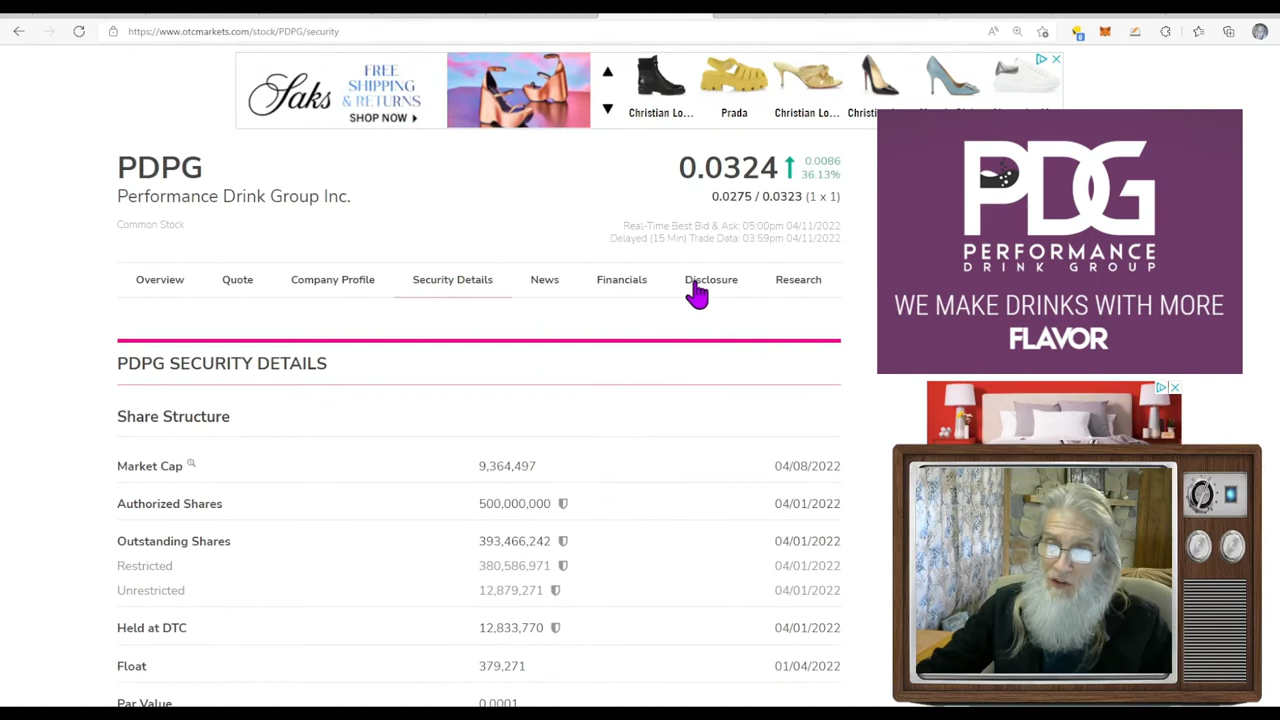 https://www.otcmarkets.com/stock/PDPG/security
Saks
FREE
SHIPPING
& RETURNS
SHOP NOW
Christian Lo...
Prada
Christian Lo...
PDPG
Performance Drink Group Inc.
Common Stock
0.0324
0.0086
36.13%
0.0275 / 0.0323 (1 x 1)
Real-Time Best Bid & Ask: 05:00pm 04/11/2022
Delayed (15 Min) Trade Data: 03:59pm 04/11/2022
Overview Quote Company Profile Security Details News Financials Disclosure Research
PDPG SECURITY DETAILS
Share Structure
Market Cap 9,364,497 04/08/2022
Authorized Shares 500,000,000 04/01/2022
Outstanding Shares 393,466,242 04/01/2022
Restricted 380,586,971 04/01/2022
Unrestricted 12,879,271 04/01/2022
Held at DTC 12,833,770 04/01/2022
Float 379,271 01/04/2022
Par Value 0.0001
PDG
PERFORMANCE
DRINK GROUP
WE MAKE DRINKS WITH MORE
FLAVOR